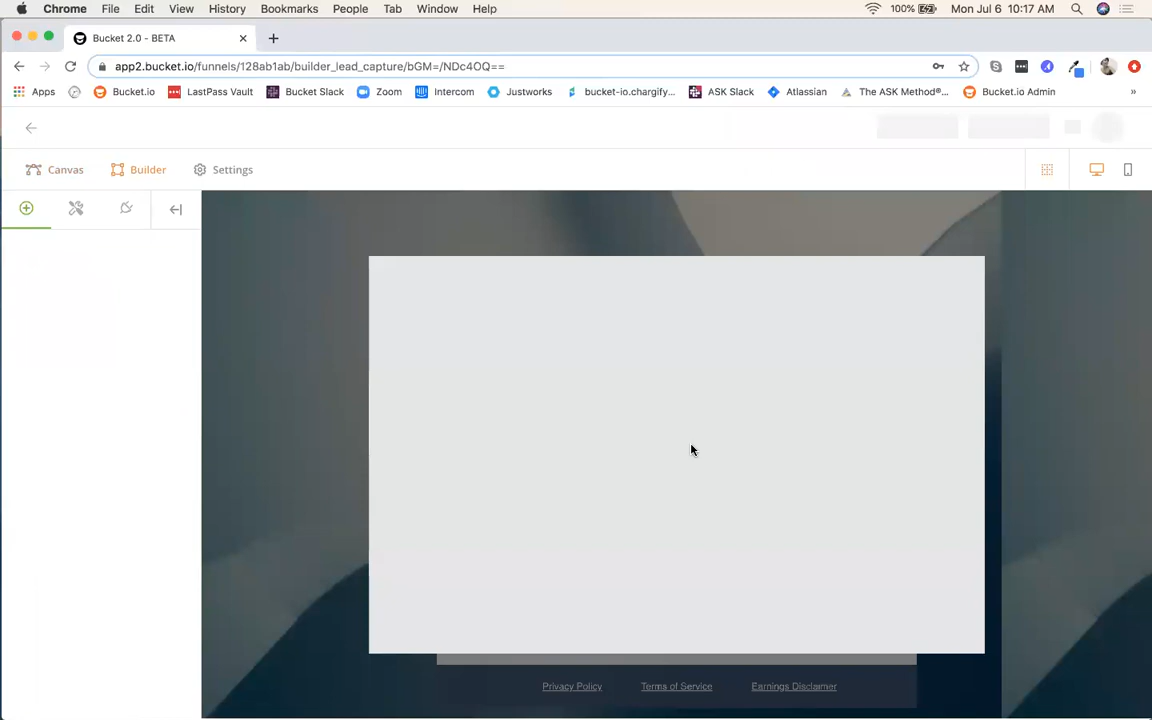 Chrome File Edit View History Bookmarks People Tab Window Help 100% Mon Jul 6 10:17 AM
Bucket 2.0 - BETA
app2.bucket.io/funnels/128ab1ab/builder_lead_capture/bGM=/NDc4OQ==
Apps Bucket.io LastPass Vault Bucket Slack Zoom Intercom Justworks bucket-io.chargify... ASK Slack Atlassian The ASK Method®... Bucket.io Admin »
Canvas Builder Settings
Privacy Policy Terms of Service Earnings Disclaimer